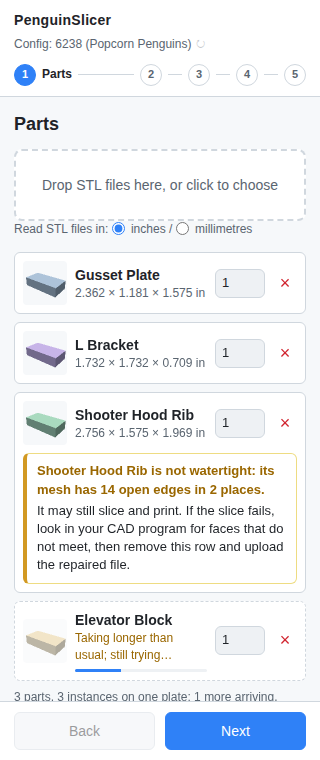 PenguinSlicer
Config: 6238 (Popcorn Penguins)
1 Parts 2 3 4 5
Parts
Drop STL files here, or click to choose
Read STL files in: inches / millimetres
Gusset Plate
2.362 × 1.181 × 1.575 in
1 ×
L Bracket
1.732 × 1.732 × 0.709 in
1 ×
Shooter Hood Rib
2.756 × 1.575 × 1.969 in
1 ×
Shooter Hood Rib is not watertight: its
mesh has 14 open edges in 2 places.
It may still slice and print. If the slice fails,
look in your CAD program for faces that do
not meet, then remove this row and upload
the repaired file.
Elevator Block
Taking longer than
usual; still trying…
1 ×
3 parts, 3 instances on one plate; 1 more arriving.
Back Next